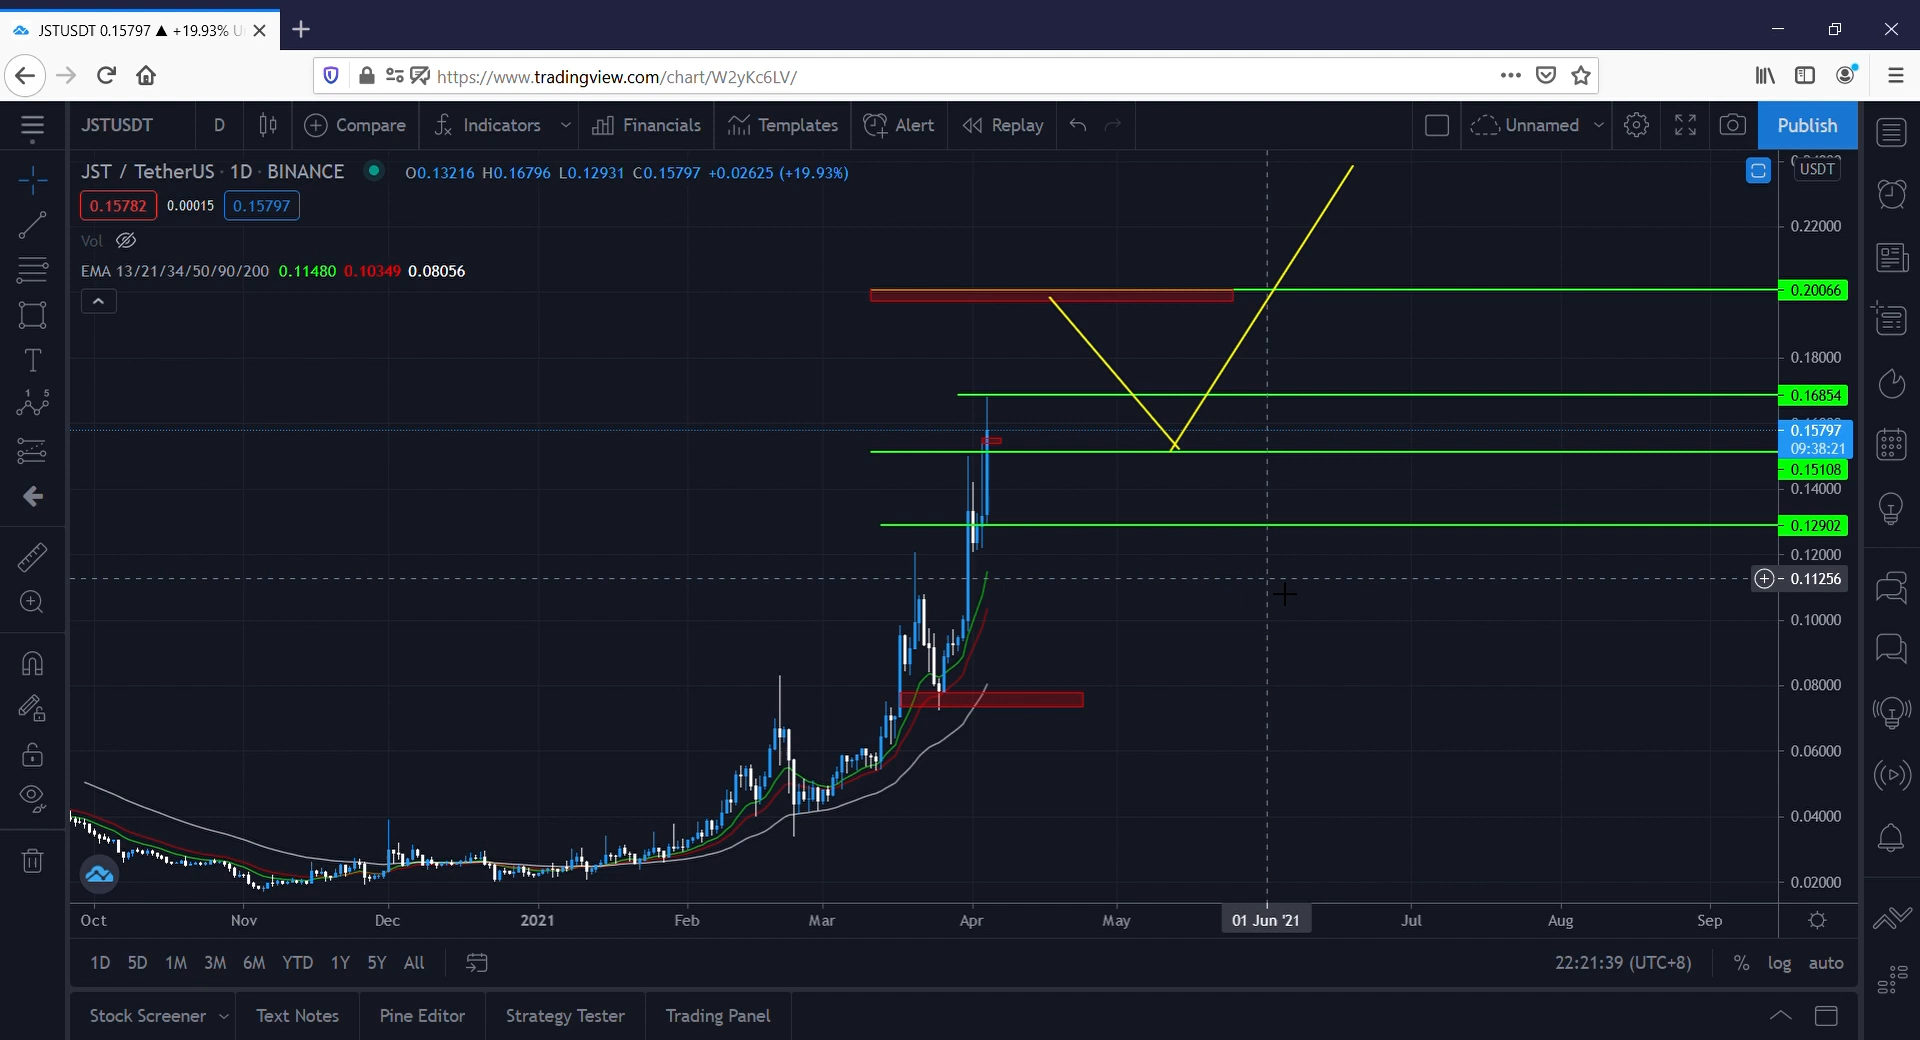 JSTUSDT 0.15797 ▲ +19.93% U
https://www.tradingview.com/chart/W2yKc6LV/
JSTUSDT D Compare Indicators Financials Templates Alert Replay Unnamed Publish
JST / TetherUS · 1D · BINANCE O0.13216 H0.16796 L0.12931 C0.15797 +0.02625 (+19.93%)
USDT
0.15782 0.00015 0.15797
Vol
EMA 13/21/34/50/90/200 0.11480 0.10349 0.08056
0.22000
0.20066
0.18000
0.16854
0.15797
09:38:21
0.15108
0.14000
0.12902
0.12000
0.11256
0.10000
0.08000
0.06000
0.04000
0.02000
Oct Nov Dec 2021 Feb Mar Apr May 01 Jun '21 Jul Aug Sep
1D 5D 1M 3M 6M YTD 1Y 5Y All 22:21:39 (UTC+8) % log auto
Stock Screener Text Notes Pine Editor Strategy Tester Trading Panel